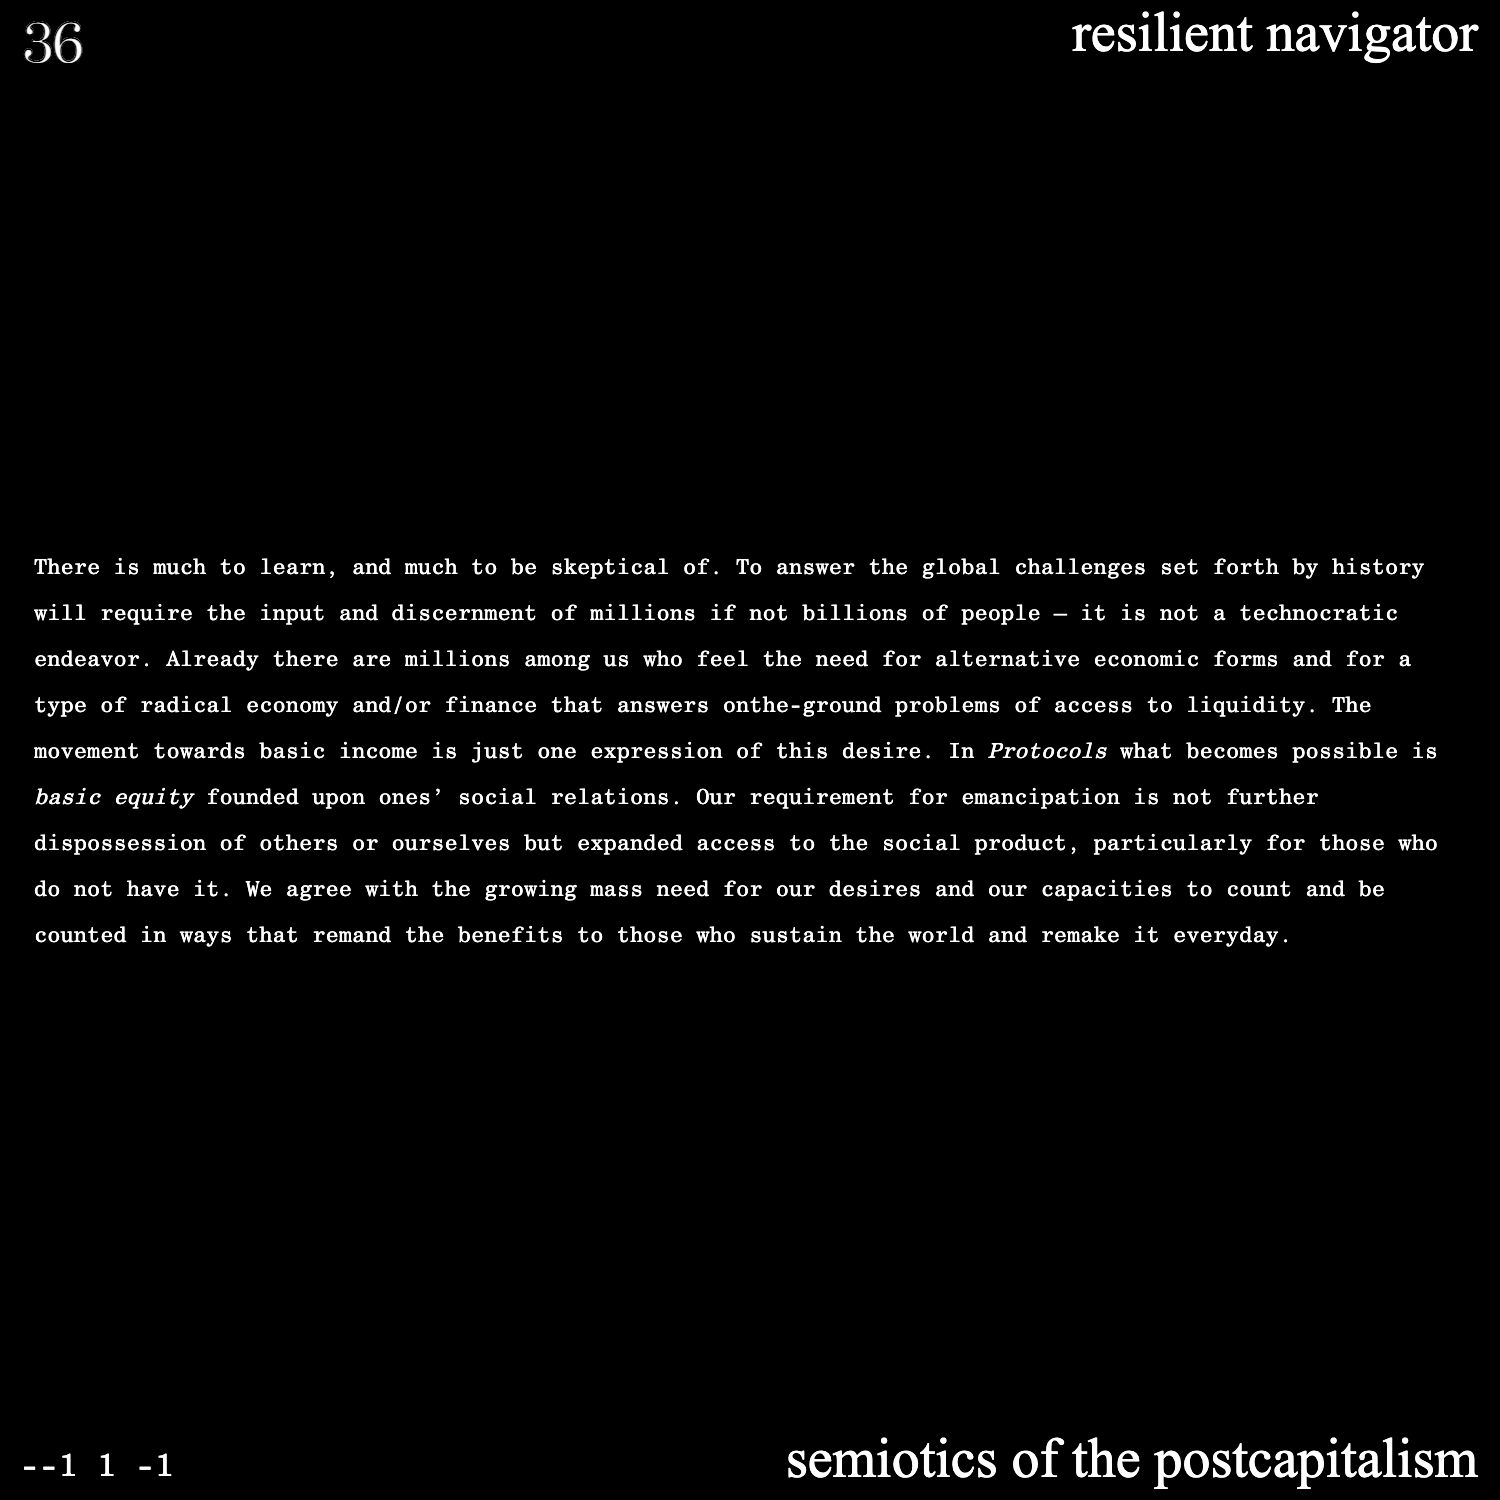 36
resilient navigator
There is much to learn, and much to be skeptical of. To answer the global challenges set forth by history
will require the input and discernment of millions if not billions of people — it is not a technocratic
endeavor. Already there are millions among us who feel the need for alternative economic forms and for a
type of radical economy and/or finance that answers onthe-ground problems of access to liquidity. The
movement towards basic income is just one expression of this desire. In Protocols what becomes possible is
basic equity founded upon ones’ social relations. Our requirement for emancipation is not further
dispossession of others or ourselves but expanded access to the social product, particularly for those who
do not have it. We agree with the growing mass need for our desires and our capacities to count and be
counted in ways that remand the benefits to those who sustain the world and remake it everyday.
--1 1 -1
semiotics of the postcapitalism